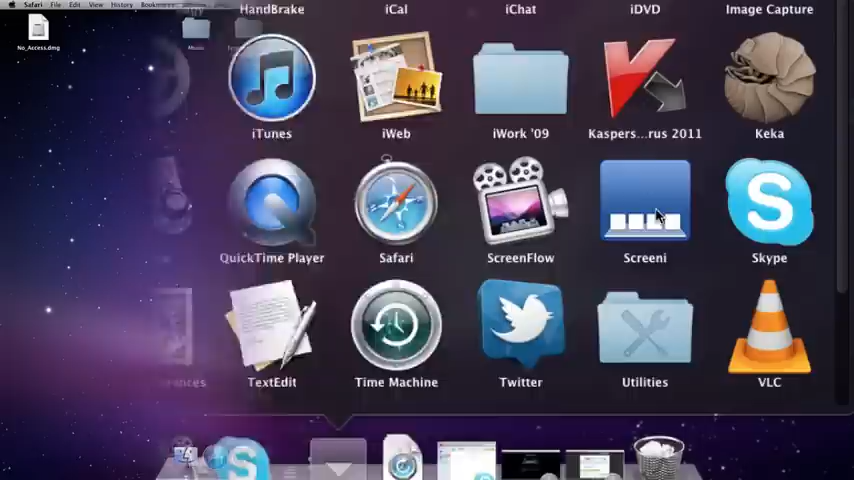 Safari File Edit View History Bookmarks
HandBrake iCal iChat iDVD Image Capture
No_Access.dmg
Music
iTunes iWeb iWork '09 Kaspers...rus 2011 Keka
QuickTime Player Safari ScreenFlow Screeni Skype
TextEdit Time Machine Twitter Utilities VLC